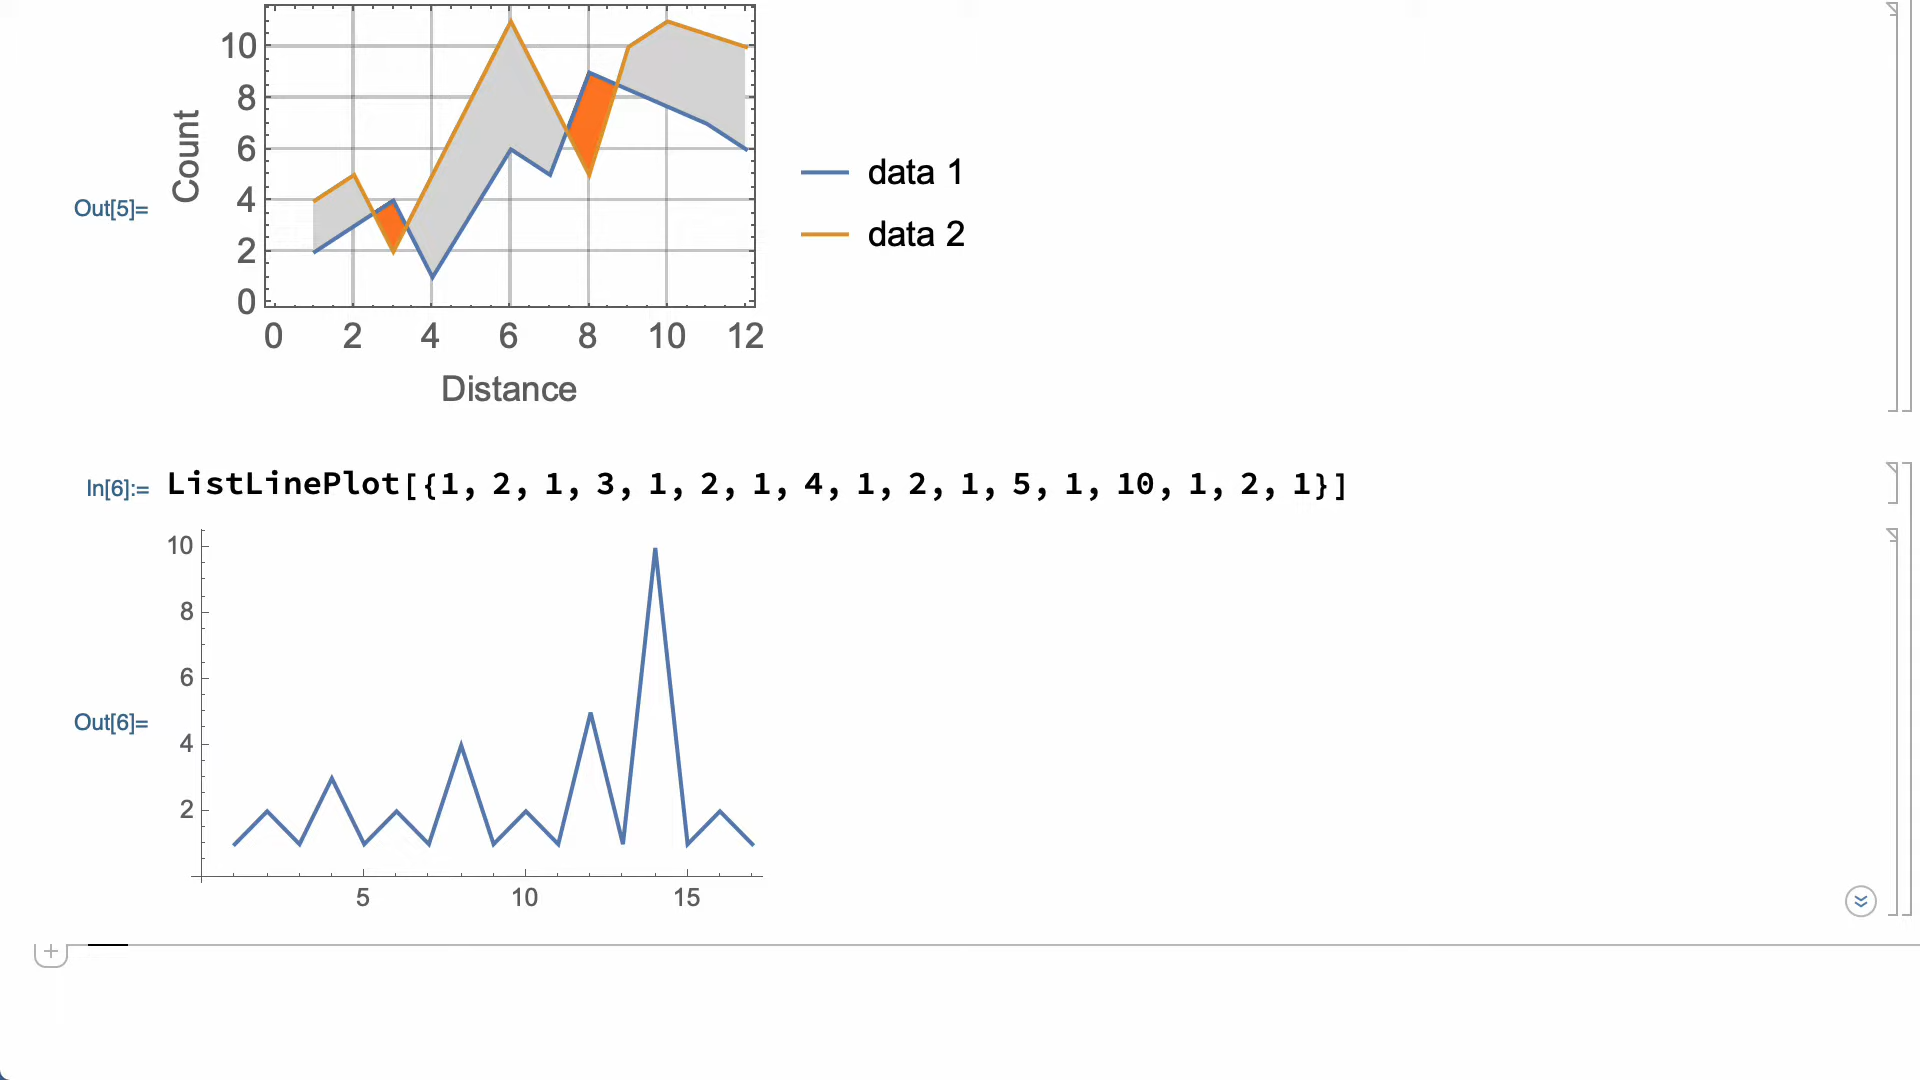 10
8
6
4
2
0
Count
Out[5]=
0 2 4 6 8 10 12
Distance
data 1
data 2
In[6]:= ListLinePlot[{1, 2, 1, 3, 1, 2, 1, 4, 1, 2, 1, 5, 1, 10, 1, 2, 1}]
10
8
6
4
2
Out[6]=
5 10 15